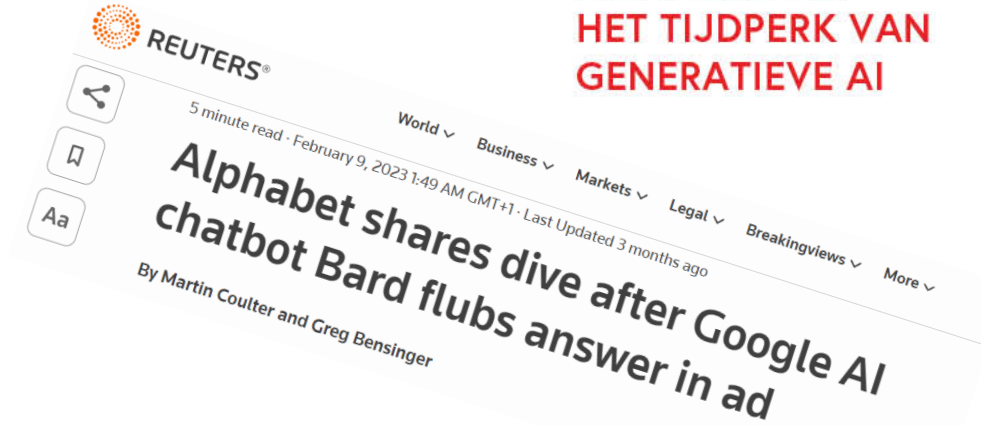 HET TIJDPERK VAN
GENERATIEVE AI
REUTERS®
World
Business
Markets
Legal
Breakingviews
More
5 minute read · February 9, 2023 1:49 AM GMT+1 · Last Updated 3 months ago
Aa
Alphabet shares dive after Google AI
chatbot Bard flubs answer in ad
By Martin Coulter and Greg Bensinger